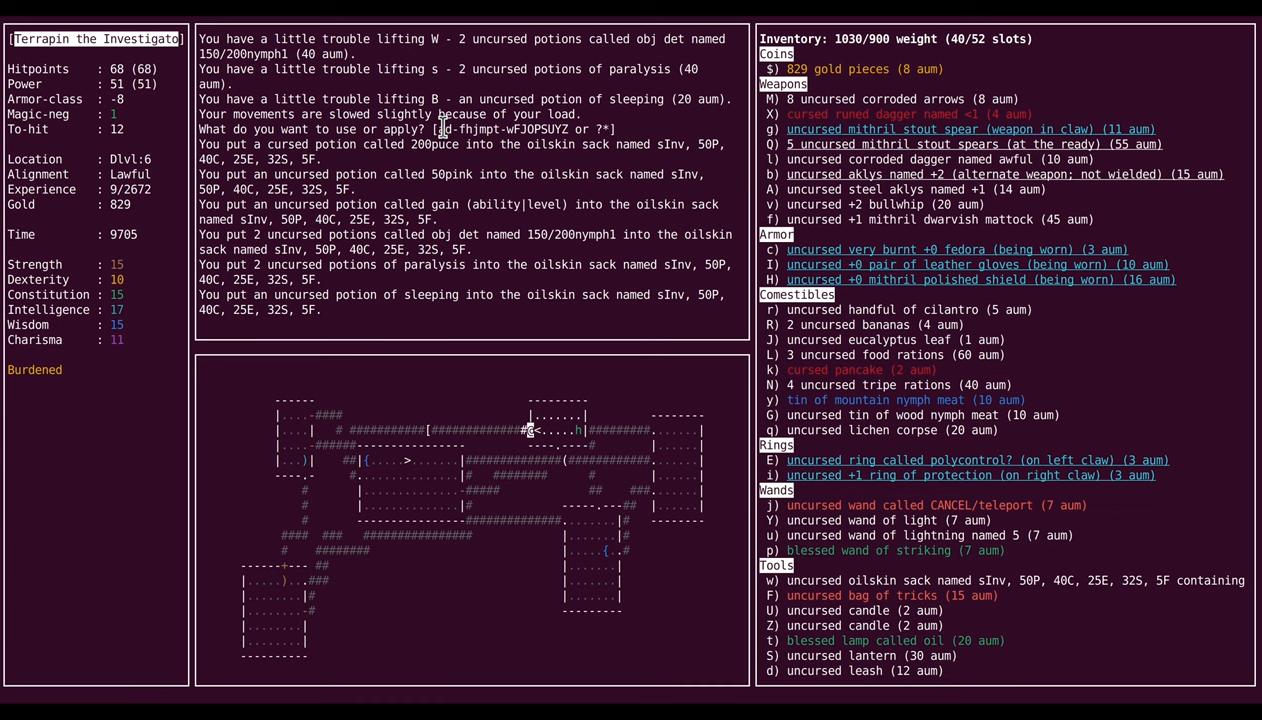 [Terrapin the Investigato]
Hitpoints : 68 (68)
Power : 51 (51)
Armor-class : -8
Magic-neg : 1
To-hit : 12
Location : Dlvl:6
Alignment : Lawful
Experience : 9/2672
Gold : 829
Time : 9705
Strength : 15
Dexterity : 10
Constitution : 15
Intelligence : 17
Wisdom : 15
Charisma : 11
Burdened
You have a little trouble lifting W - 2 uncursed potions called obj det named
150/200nymph1 (40 aum).
You have a little trouble lifting s - 2 uncursed potions of paralysis (40
aum).
You have a little trouble lifting B - an uncursed potion of sleeping (20 aum).
Your movements are slowed slightly because of your load.
What do you want to use or apply? [ d-fhjmpt-wFJOPSUYZ or ?*]
You put a cursed potion called 200puce into the oilskin sack named sInv, 50P,
40C, 25E, 32S, 5F.
You put an uncursed potion called 50pink into the oilskin sack named sInv,
50P, 40C, 25E, 32S, 5F.
You put an uncursed potion called gain (ability|level) into the oilskin
sack named sInv, 50P, 40C, 25E, 32S, 5F.
You put 2 uncursed potions called obj det named 150/200nymph1 into the oilskin
sack named sInv, 50P, 40C, 25E, 32S, 5F.
You put 2 uncursed potions of paralysis into the oilskin sack named sInv, 50P,
40C, 25E, 32S, 5F.
You put an uncursed potion of sleeping into the oilskin sack named sInv, 50P,
40C, 25E, 32S, 5F.
Inventory: 1030/900 weight (40/52 slots)
Coins
$) 829 gold pieces (8 aum)
Weapons
M) 8 uncursed corroded arrows (8 aum)
X) cursed runed dagger named <1 (4 aum)
g) uncursed mithril stout spear (weapon in claw) (11 aum)
Q) 5 uncursed mithril stout spears (at the ready) (55 aum)
l) uncursed corroded dagger named awful (10 aum)
b) uncursed aklys named +2 (alternate weapon; not wielded) (15 aum)
A) uncursed steel aklys named +1 (14 aum)
v) uncursed +2 bullwhip (20 aum)
f) uncursed +1 mithril dwarvish mattock (45 aum)
Armor
c) uncursed very burnt +0 fedora (being worn) (3 aum)
I) uncursed +0 pair of leather gloves (being worn) (10 aum)
H) uncursed +0 mithril polished shield (being worn) (16 aum)
Comestibles
r) uncursed handful of cilantro (5 aum)
R) 2 uncursed bananas (4 aum)
J) uncursed eucalyptus leaf (1 aum)
L) 3 uncursed food rations (60 aum)
k) cursed pancake (2 aum)
N) 4 uncursed tripe rations (40 aum)
y) tin of mountain nymph meat (10 aum)
G) uncursed tin of wood nymph meat (10 aum)
q) uncursed lichen corpse (20 aum)
Rings
E) uncursed ring called polycontrol? (on left claw) (3 aum)
i) uncursed +1 ring of protection (on right claw) (3 aum)
Wands
j) uncursed wand called CANCEL/teleport (7 aum)
Y) uncursed wand of light (7 aum)
u) uncursed wand of lightning named 5 (7 aum)
p) blessed wand of striking (7 aum)
Tools
w) uncursed oilskin sack named sInv, 50P, 40C, 25E, 32S, 5F containing
F) uncursed bag of tricks (15 aum)
U) uncursed candle (2 aum)
Z) uncursed candle (2 aum)
t) blessed lamp called oil (20 aum)
S) uncursed lantern (30 aum)
d) uncursed leash (12 aum)